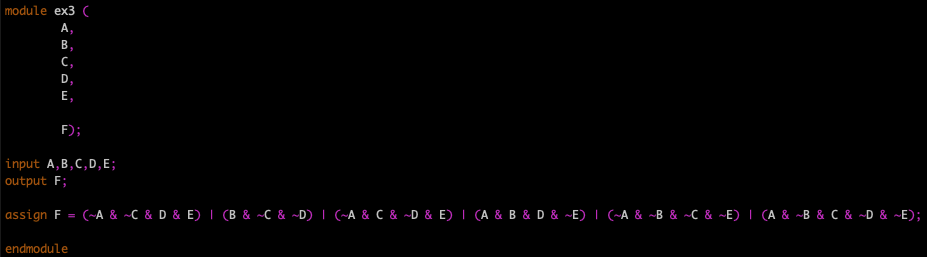 module ex3 (
A,
B,
C,
D,
E,
F);
input A,B,C,D,E;
output F;
assign F = (~A & ~C & D & E) | (B & ~C & ~D) | (~A & C & ~D & E) | (A & B & D & ~E) | (~A & ~B & ~C & ~E) | (A & ~B & C & ~D & ~E);
endmodule